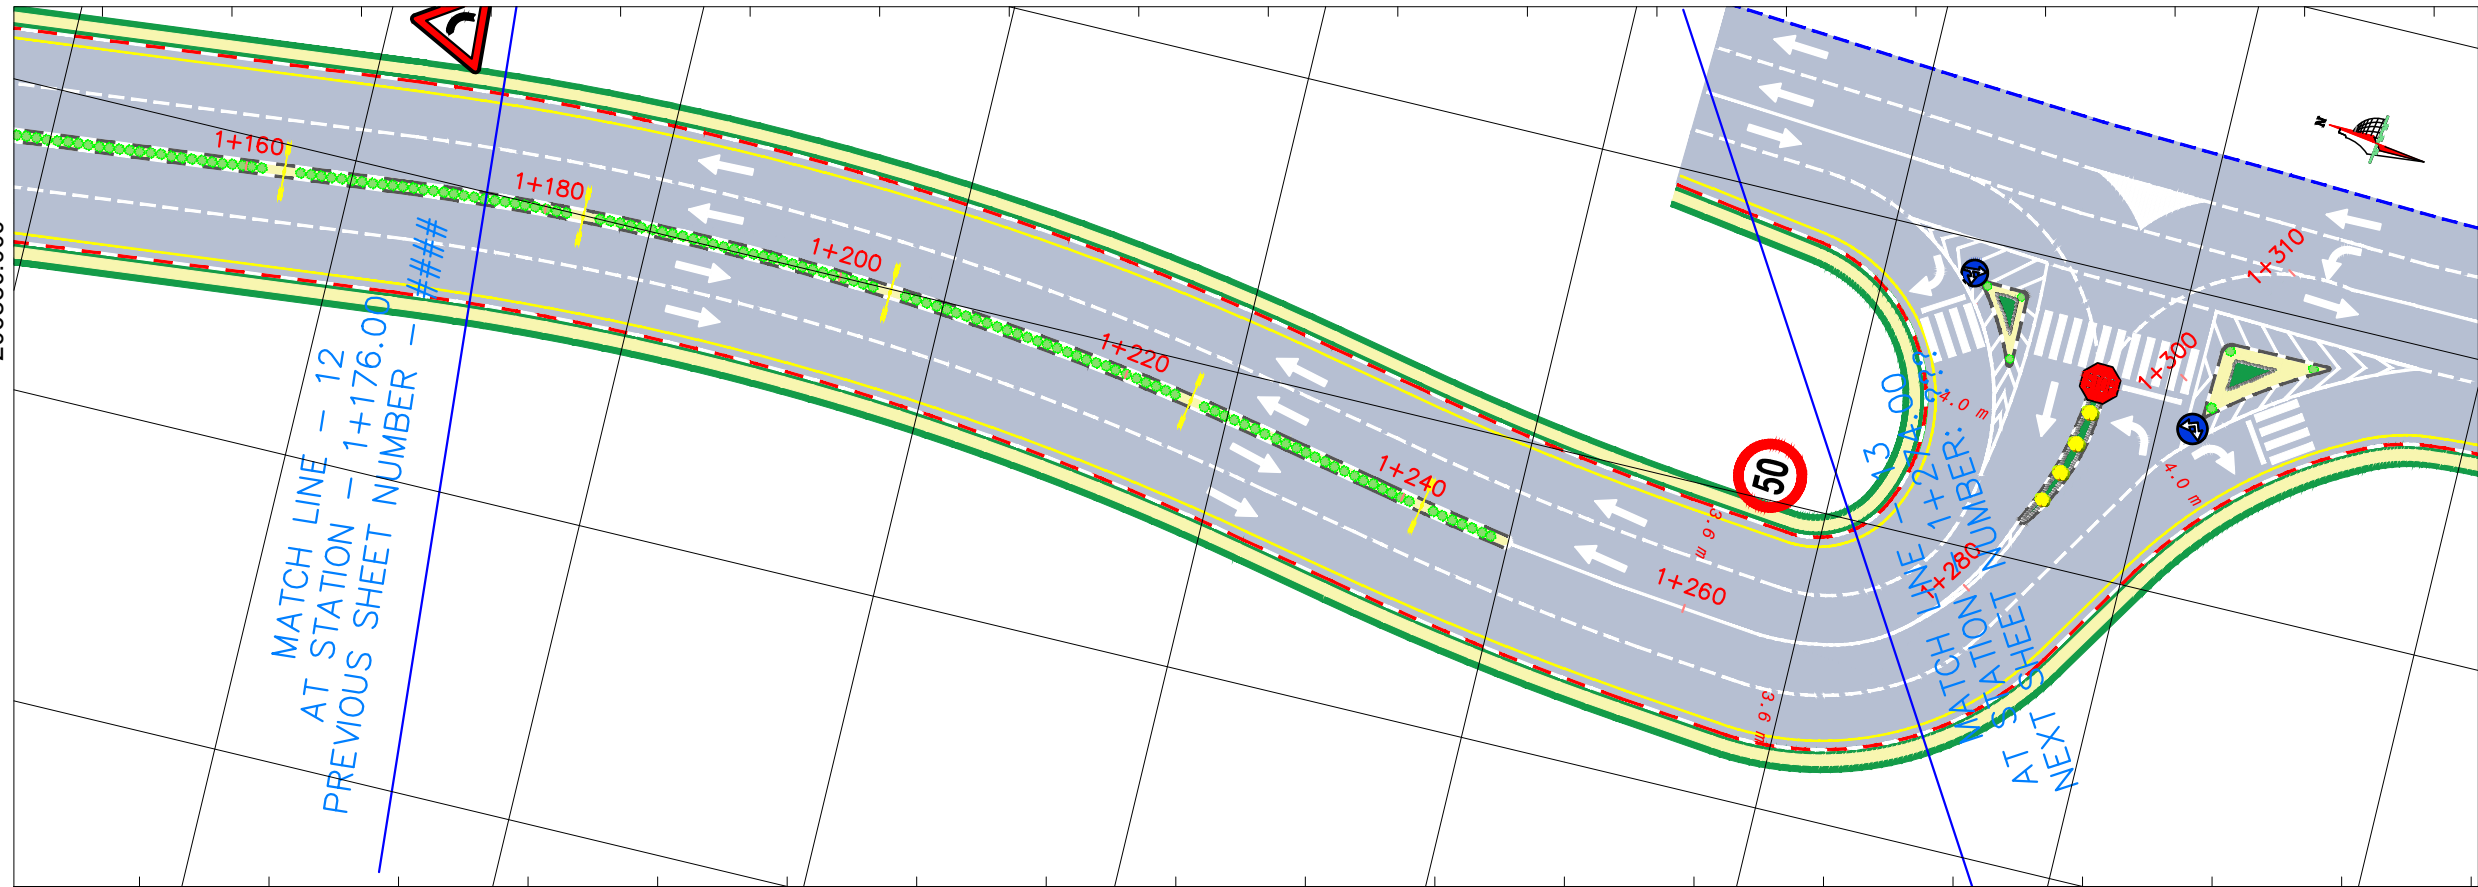 1+160
1+180
1+200
1+220
1+240
1+260
1+280
1+300
1+310
MATCH LINE - 12
AT STATION - 1+176.00
PREVIOUS SHEET NUMBER - ####
50
3.6 m
3.6 m
4.0 m
4.0 m
MATCH LINE - 13
AT STATION 1+274.00
NEXT SHEET NUMBER: ???
N